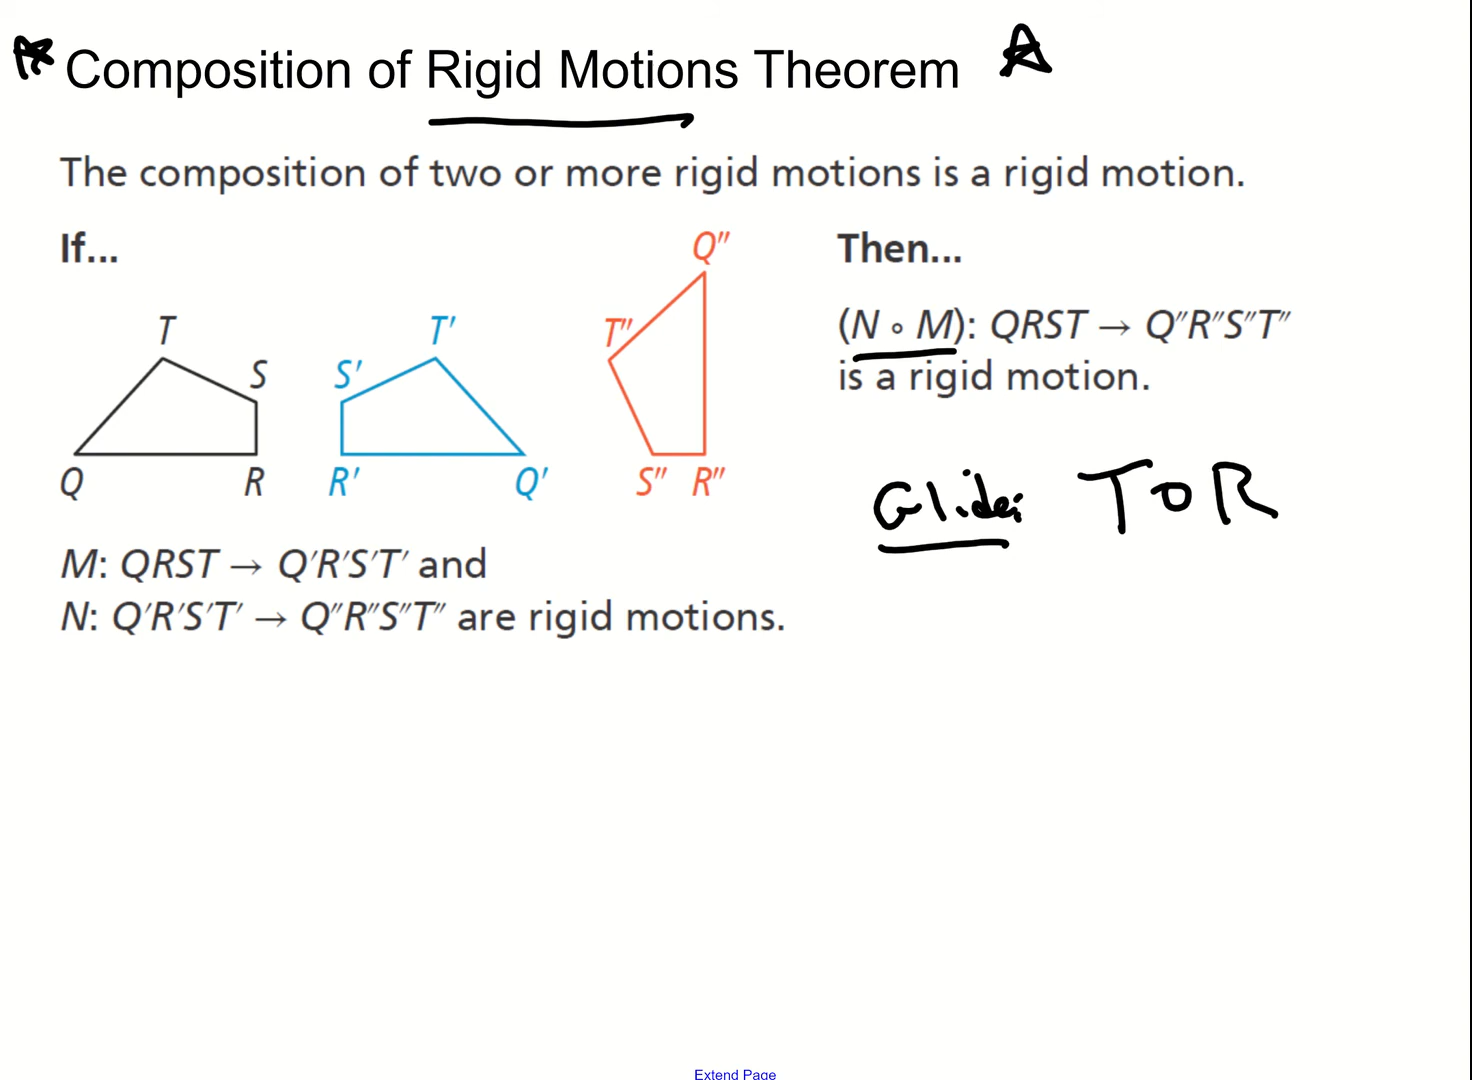 Composition of Rigid Motions Theorem
The composition of two or more rigid motions is a rigid motion.
If...
T
S
Q
R
T′
S′
R′
Q′
Q″
T″
S″ R″
M: QRST → Q′R′S′T′ and
N: Q′R′S′T′ → Q″R″S″T″ are rigid motions.
Then...
(N ∘ M): QRST → Q″R″S″T″
is a rigid motion.
Glide: T ∘ R
Extend Page